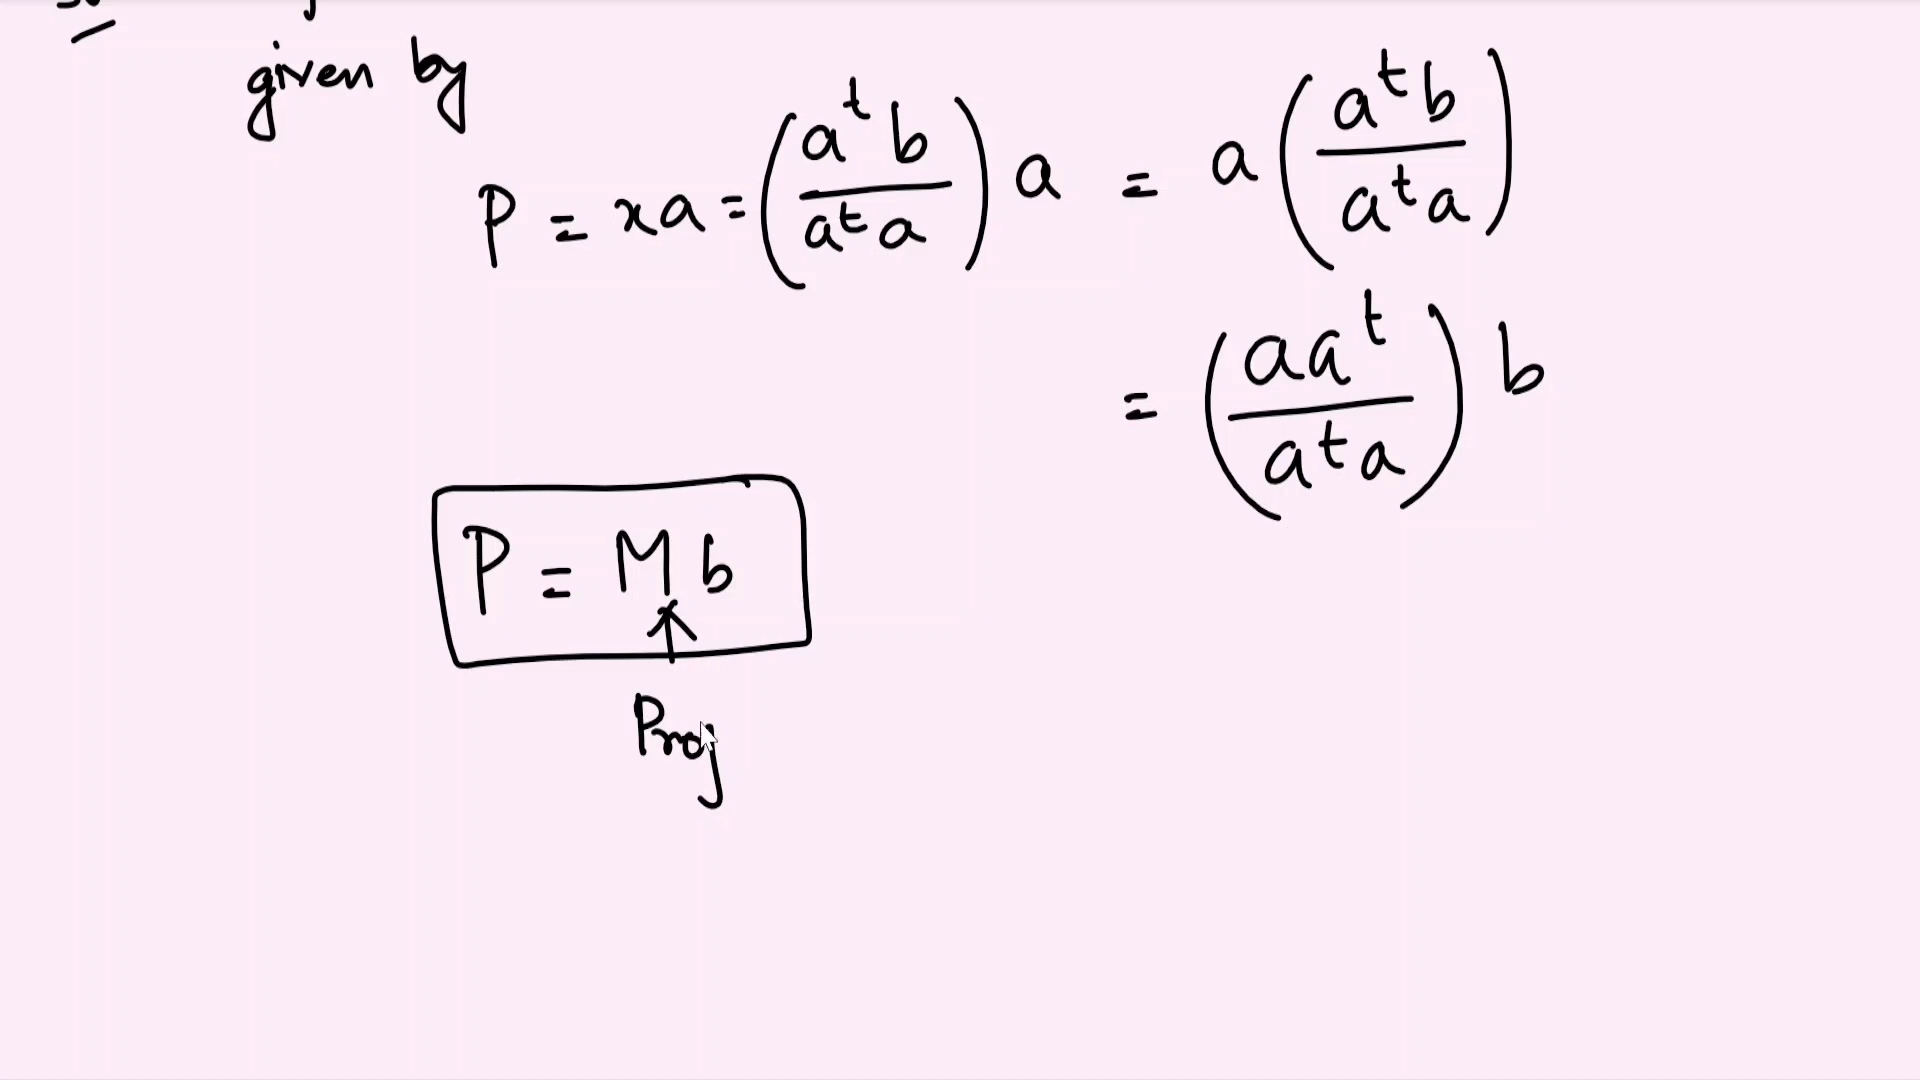 given by
P = xa = (a^t b / a^t a) a = a (a^t b / a^t a)
= (a a^t / a^t a) b
P = M b
↑
Proj